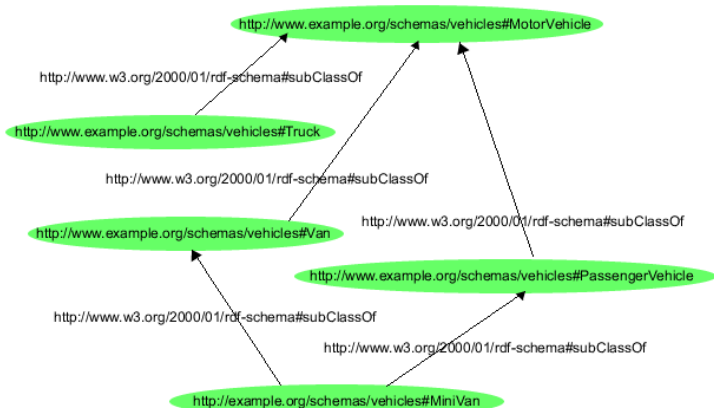 http://www.example.org/schemas/vehicles#MotorVehicle
http://www.w3.org/2000/01/rdf-schema#subClassOf
http://www.example.org/schemas/vehicles#Truck
http://www.w3.org/2000/01/rdf-schema#subClassOf
http://www.w3.org/2000/01/rdf-schema#subClassOf
http://www.example.org/schemas/vehicles#Van
http://www.example.org/schemas/vehicles#PassengerVehicle
http://www.w3.org/2000/01/rdf-schema#subClassOf
http://www.w3.org/2000/01/rdf-schema#subClassOf
http://example.org/schemas/vehicles#MiniVan